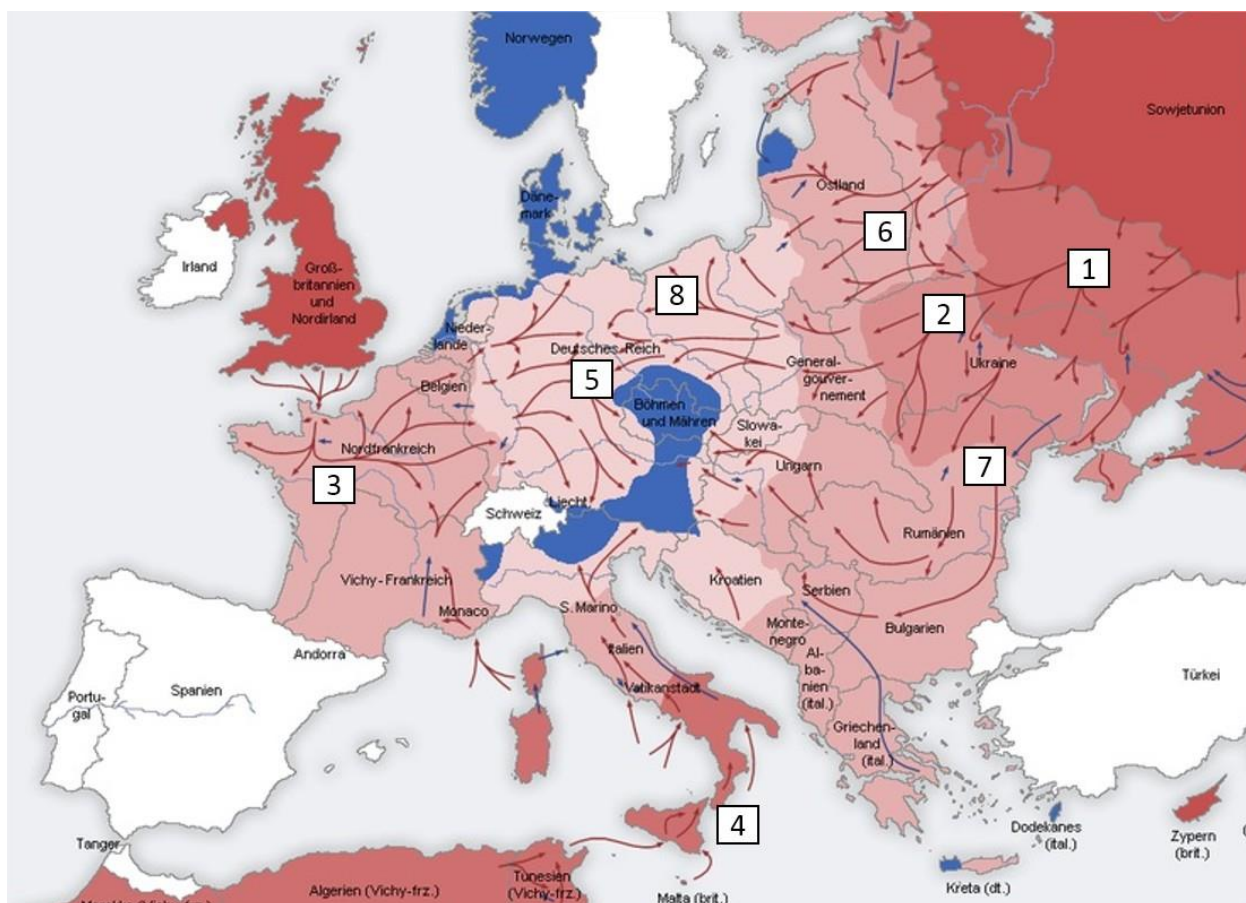 Norwegen
Sowjetunion
Irland
Groß-
britannien
und
Nordirland
Däne-
mark
Ostland
1
6
8
2
Nieder-
lande
Deutsches-Reich
General-
gouver-
nement
Ukraine
Belgien
5
Böhmen
und Mähren
Slowa-
kei
Nordfrankreich
Ungarn
7
3
Liecht.
Schweiz
Rumänien
Vichy-Frankreich
Kroatien
Serbien
Monaco
S. Marino
Bulgarien
Monte-
negro
Italien
Andorra
Al-
ba-
nien
(ital.)
Vatikanstadt
Türkei
Portu-
gal
Spanien
Griechen-
land
(ital.)
4
Dodekanes
(ital.)
Zypern
(brit.)
Tanger
Algerien (Vichy-frz.)
Tunesien
(Vichy-frz.)
Malta (brit.)
Kreta (dt.)